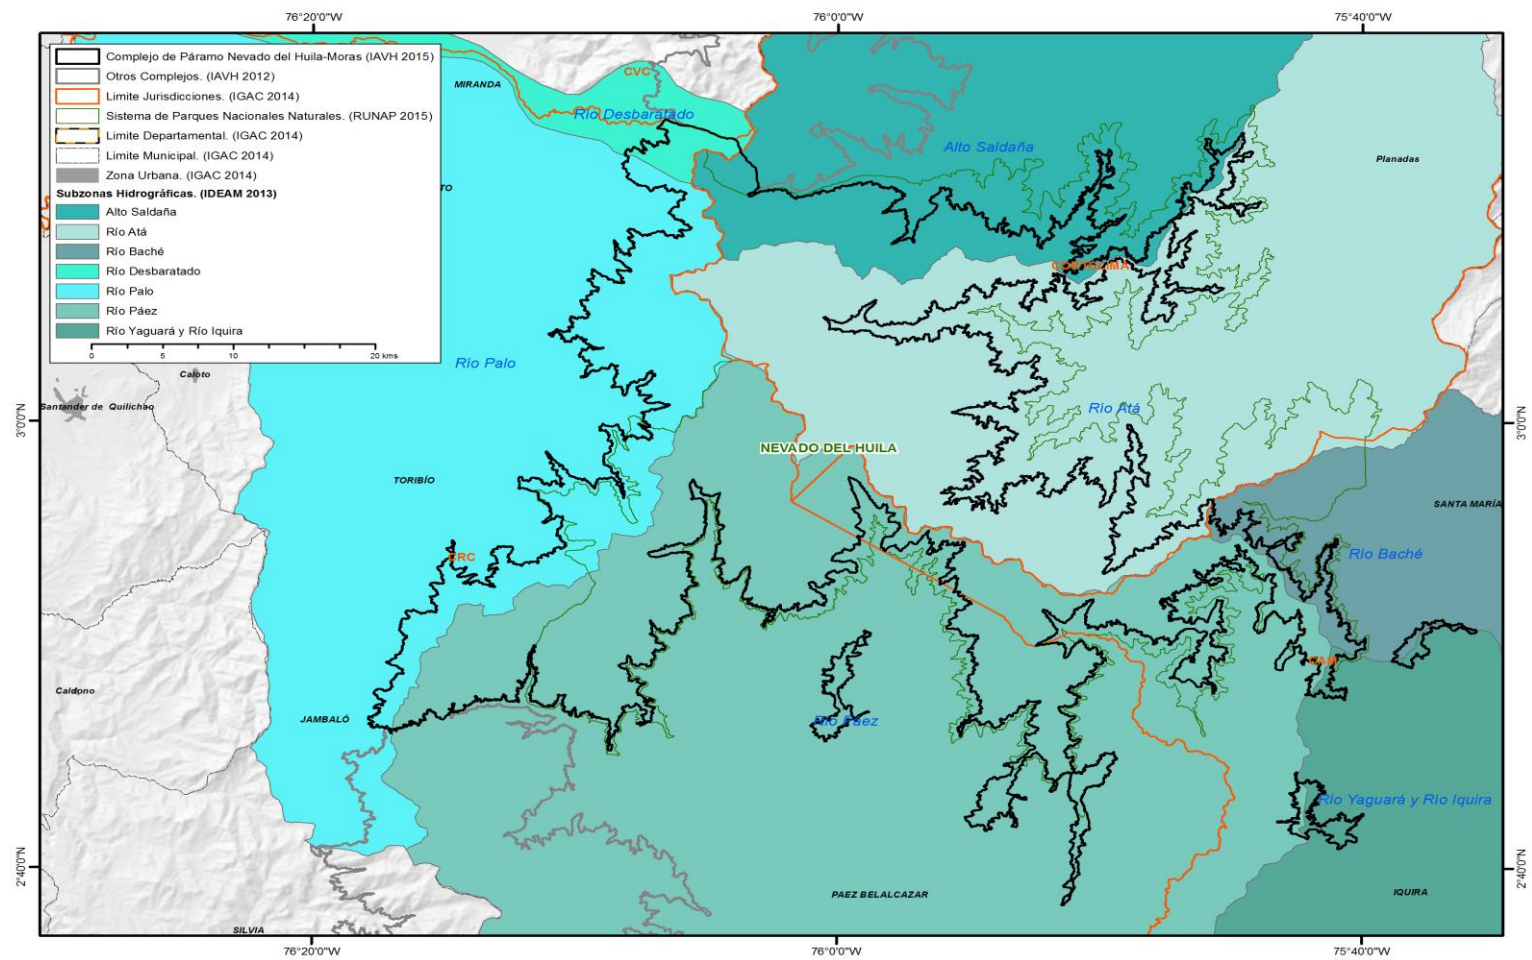 76°20'0"W 76°0'0"W 75°40'0"W
Complejo de Páramo Nevado del Huila-Moras (IAVH 2015)
Otros Complejos. (IAVH 2012)
Limite Jurisdicciones. (IGAC 2014)
Sistema de Parques Nacionales Naturales. (RUNAP 2015)
Limite Departamental. (IGAC 2014)
Limite Municipal. (IGAC 2014)
Zona Urbana. (IGAC 2014)
Subzonas Hidrográficas. (IDEAM 2013)
Alto Saldaña
Río Atá
Río Baché
Río Desbaratado
Río Palo
Río Páez
Río Yaguará y Río Iquira
0 5 10 20 kms
CVC
MIRANDA
Río Desbaratado
Alto Saldaña
Planadas
TO
CORTOLIMA
Río Palo
Caloto
Santander de Quilichao
Río Atá
3°0'0"N
3°0'0"N
NEVADO DEL HUILA
TORIBÍO
SANTA MARÍA
CRC
Río Baché
CAM
Caldono
JAMBALÓ
Río Páez
Río Yaguará y Río Iquira
2°40'0"N
2°40'0"N
PAEZ BELALCAZAR
IQUIRA
SILVIA
76°20'0"W 76°0'0"W 75°40'0"W